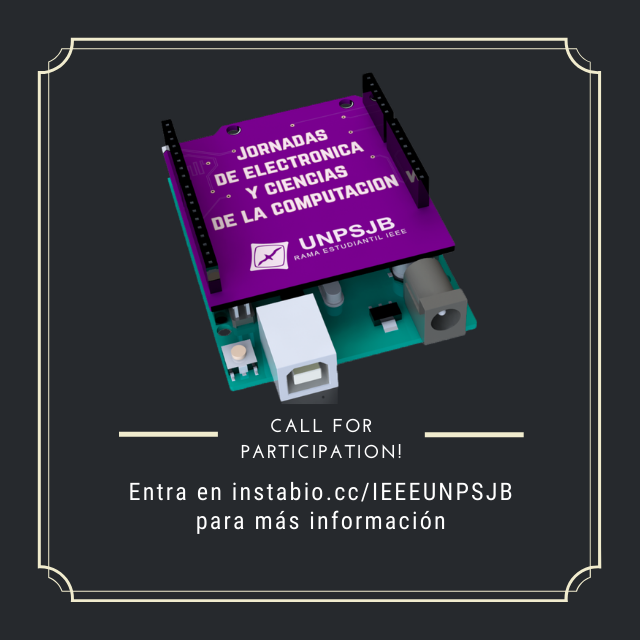 JORNADAS
DE ELECTRONICA
Y CIENCIAS
DE LA COMPUTACION
UNPSJB
RAMA ESTUDIANTIL IEEE
CALL FOR
PARTICIPATION!
Entra en instabio.cc/IEEEUNPSJB
para más información